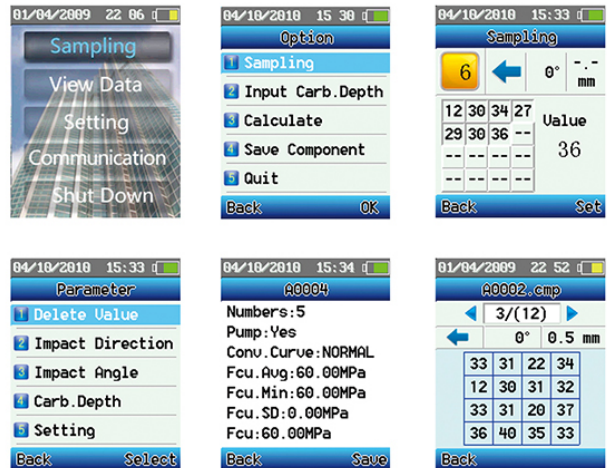 01/04/2009 22 06
Sampling
View Data
Setting
Communication
Shut Down
04/10/2010 15 30
Option
1 Sampling
2 Input Carb.Depth
3 Calculate
4 Save Component
5 Quit
Back OK
04/10/2010 15:33
Sampling
6 0° -.- mm
12 30 34 27
29 30 36 --
-- -- -- --
-- -- -- --
Value
36
Back Set
04/10/2010 15:33
Parameter
1 Delete Value
2 Impact Direction
3 Impact Angle
4 Carb.Depth
5 Setting
Back Select
04/10/2010 15:34
A0004
Numbers:5
Pump:Yes
Conv.Curve:NORMAL
Fcu.Avg:60.00MPa
Fcu.Min:60.00MPa
Fcu.SD:0.00MPa
Fcu:60.00MPa
Back Save
01/04/2009 22 52
A0002.cmp
3/(12)
0° 0.5 mm
33 31 22 34
12 30 31 32
33 31 20 37
36 40 35 33
Back